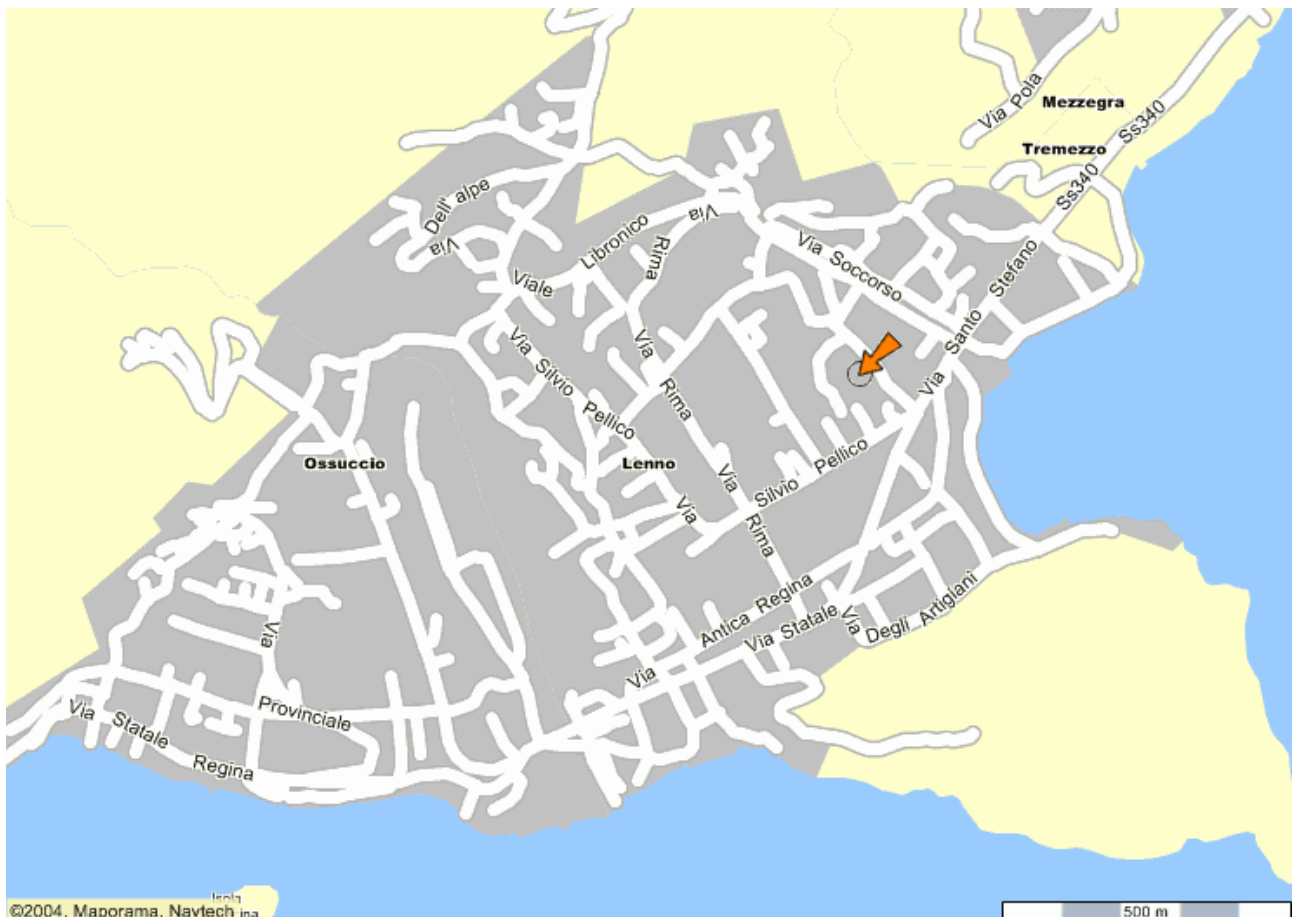 Via Pola
Mezzegra
Ss340
Tremezzo
Ss340
Dell' alpe
Via
Libronico
Via
Rima
Viale
Via Soccorso
Via Santo Stefano
Via Silvio Pellico
Via Rima
Ossuccio
Lenno
Via Silvio Pellico
Via Rima
Via Antica Regina
Via Statale
Via Degli Artigiani
Via Provinciale
Via Statale Regina
Isola
©2004, Maporama, Navtech
500 m